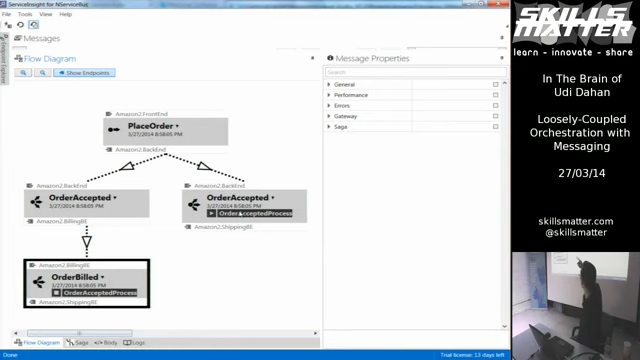 ServiceInsight for NServiceBus
File Tools View Help
Messages
Endpoint Explorer
Flow Diagram
Show Endpoints
Amazon2.FrontEnd
PlaceOrder
3/27/2014 8:58:05 PM
Amazon2.BackEnd
Amazon2.BackEnd
OrderAccepted
3/27/2014 8:58:05 PM
Amazon2.BillingBE
Amazon2.BackEnd
OrderAccepted
3/27/2014 8:58:05 PM
OrderAcceptedProcess
Amazon2.ShippingBE
Amazon2.BillingBE
OrderBilled
3/27/2014 8:58:05 PM
OrderAcceptedProcess
Amazon2.ShippingBE
Flow Diagram Saga Body Logs
Done
Trial license: 13 days left
Message Properties
Search
General
Performance
Errors
Gateway
Saga
SKILLS
MATTER
learn - innovate - share
In The Brain of
Udi Dahan
Loosely-Coupled
Orchestration with
Messaging
27/03/14
skillsmatter.com
@skillsmatter